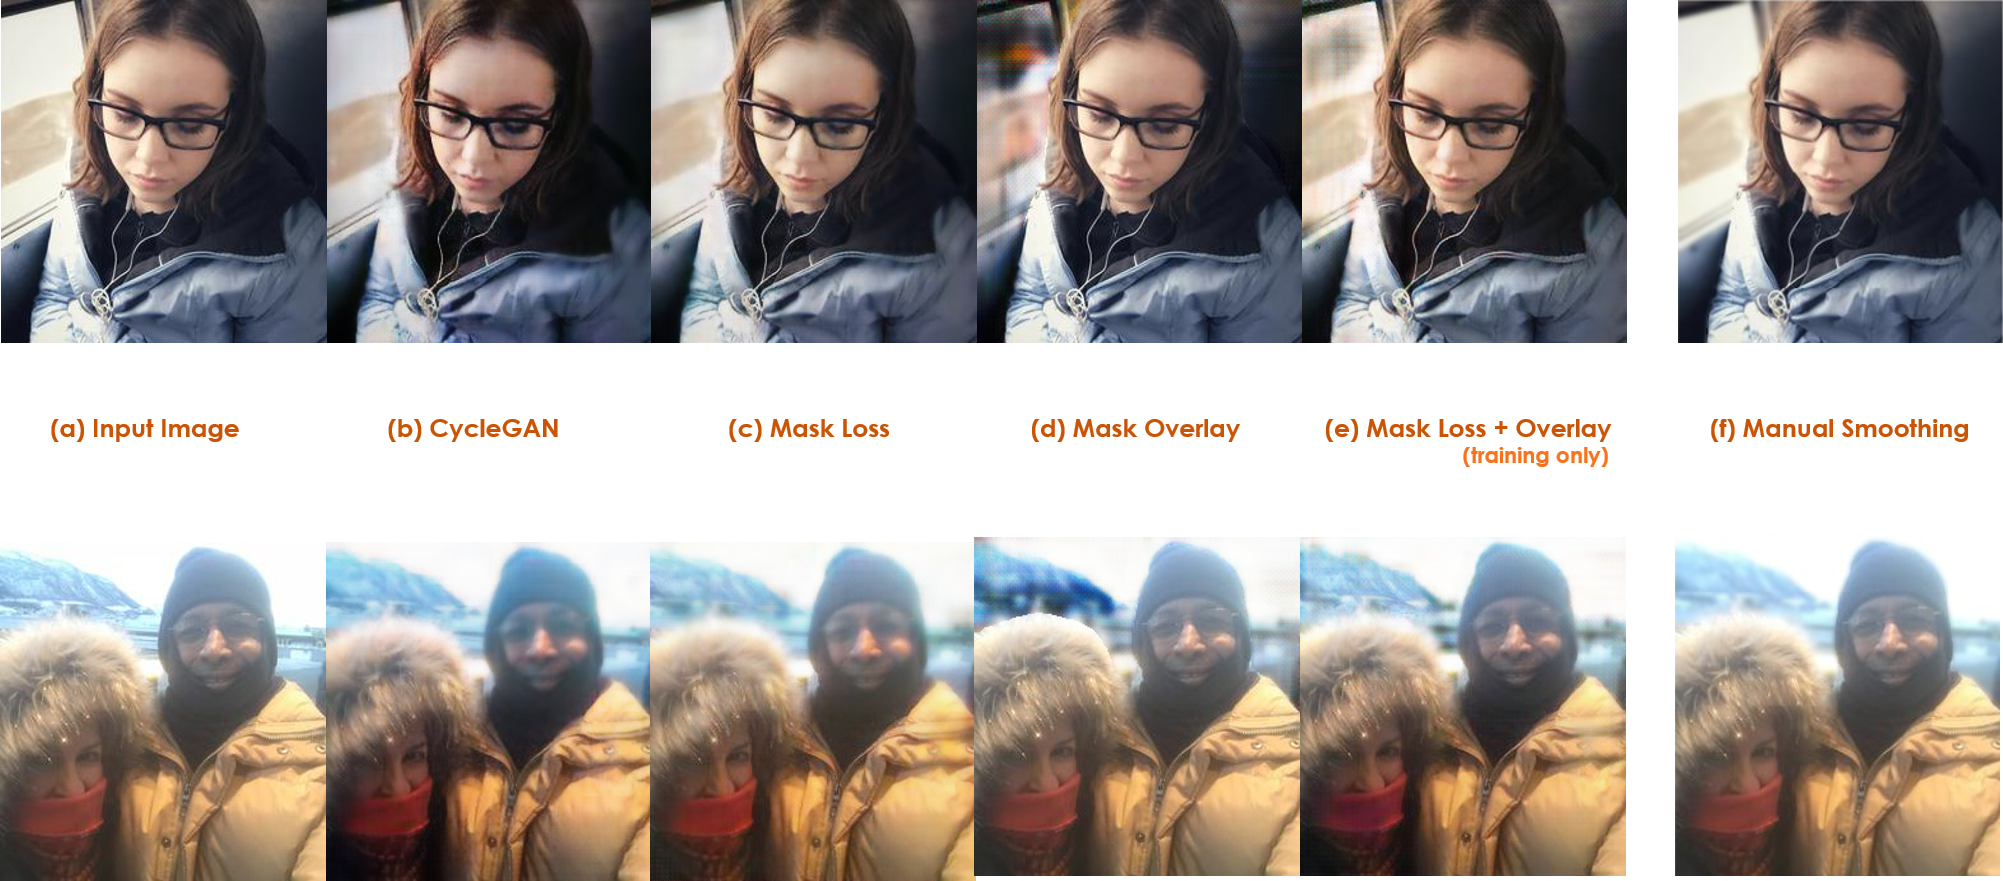 (a) Input Image
(b) CycleGAN
(c) Mask Loss
(d) Mask Overlay
(e) Mask Loss + Overlay
(training only)
(f) Manual Smoothing